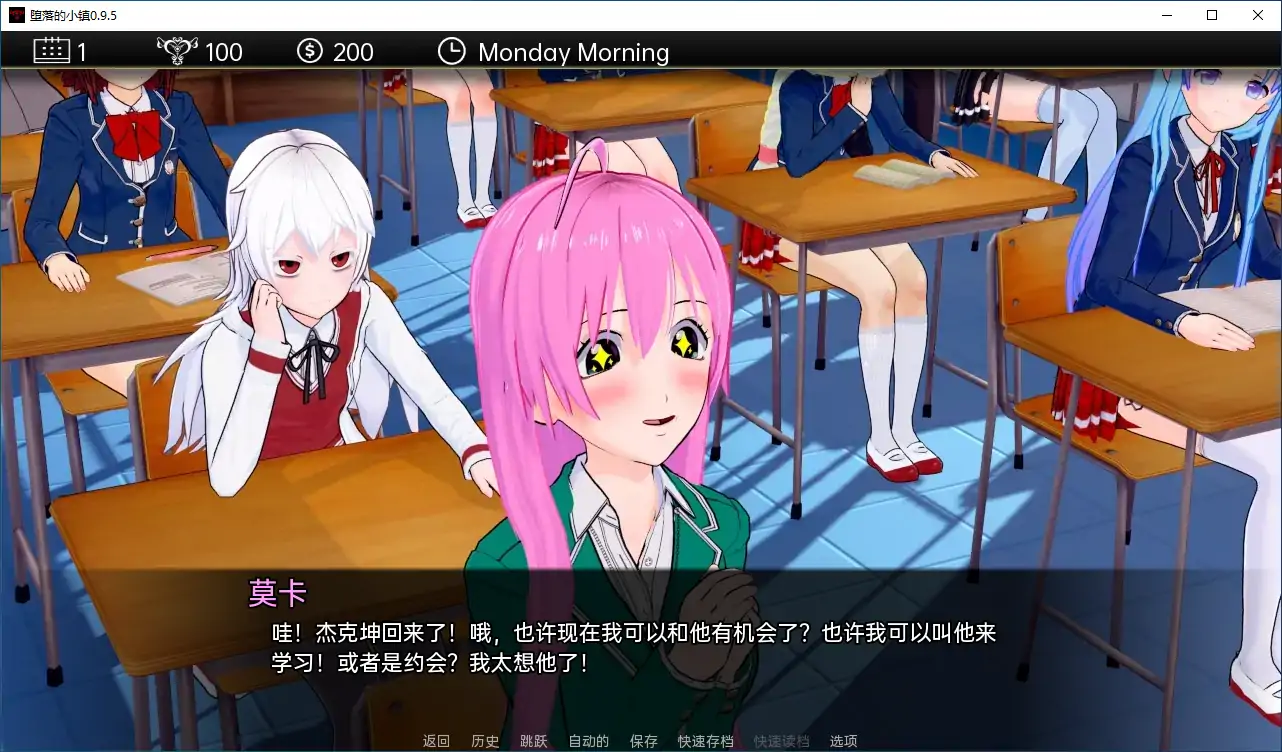 堕落的小镇0.9.5
1 100 200 Monday Morning
莫卡
哇！杰克坤回来了！哦，也许现在我可以和他有机会了？也许我可以叫他来
学习！或者是约会？我太想他了！
返回 历史 跳跃 自动的 保存 快速存档 快速读档 选项